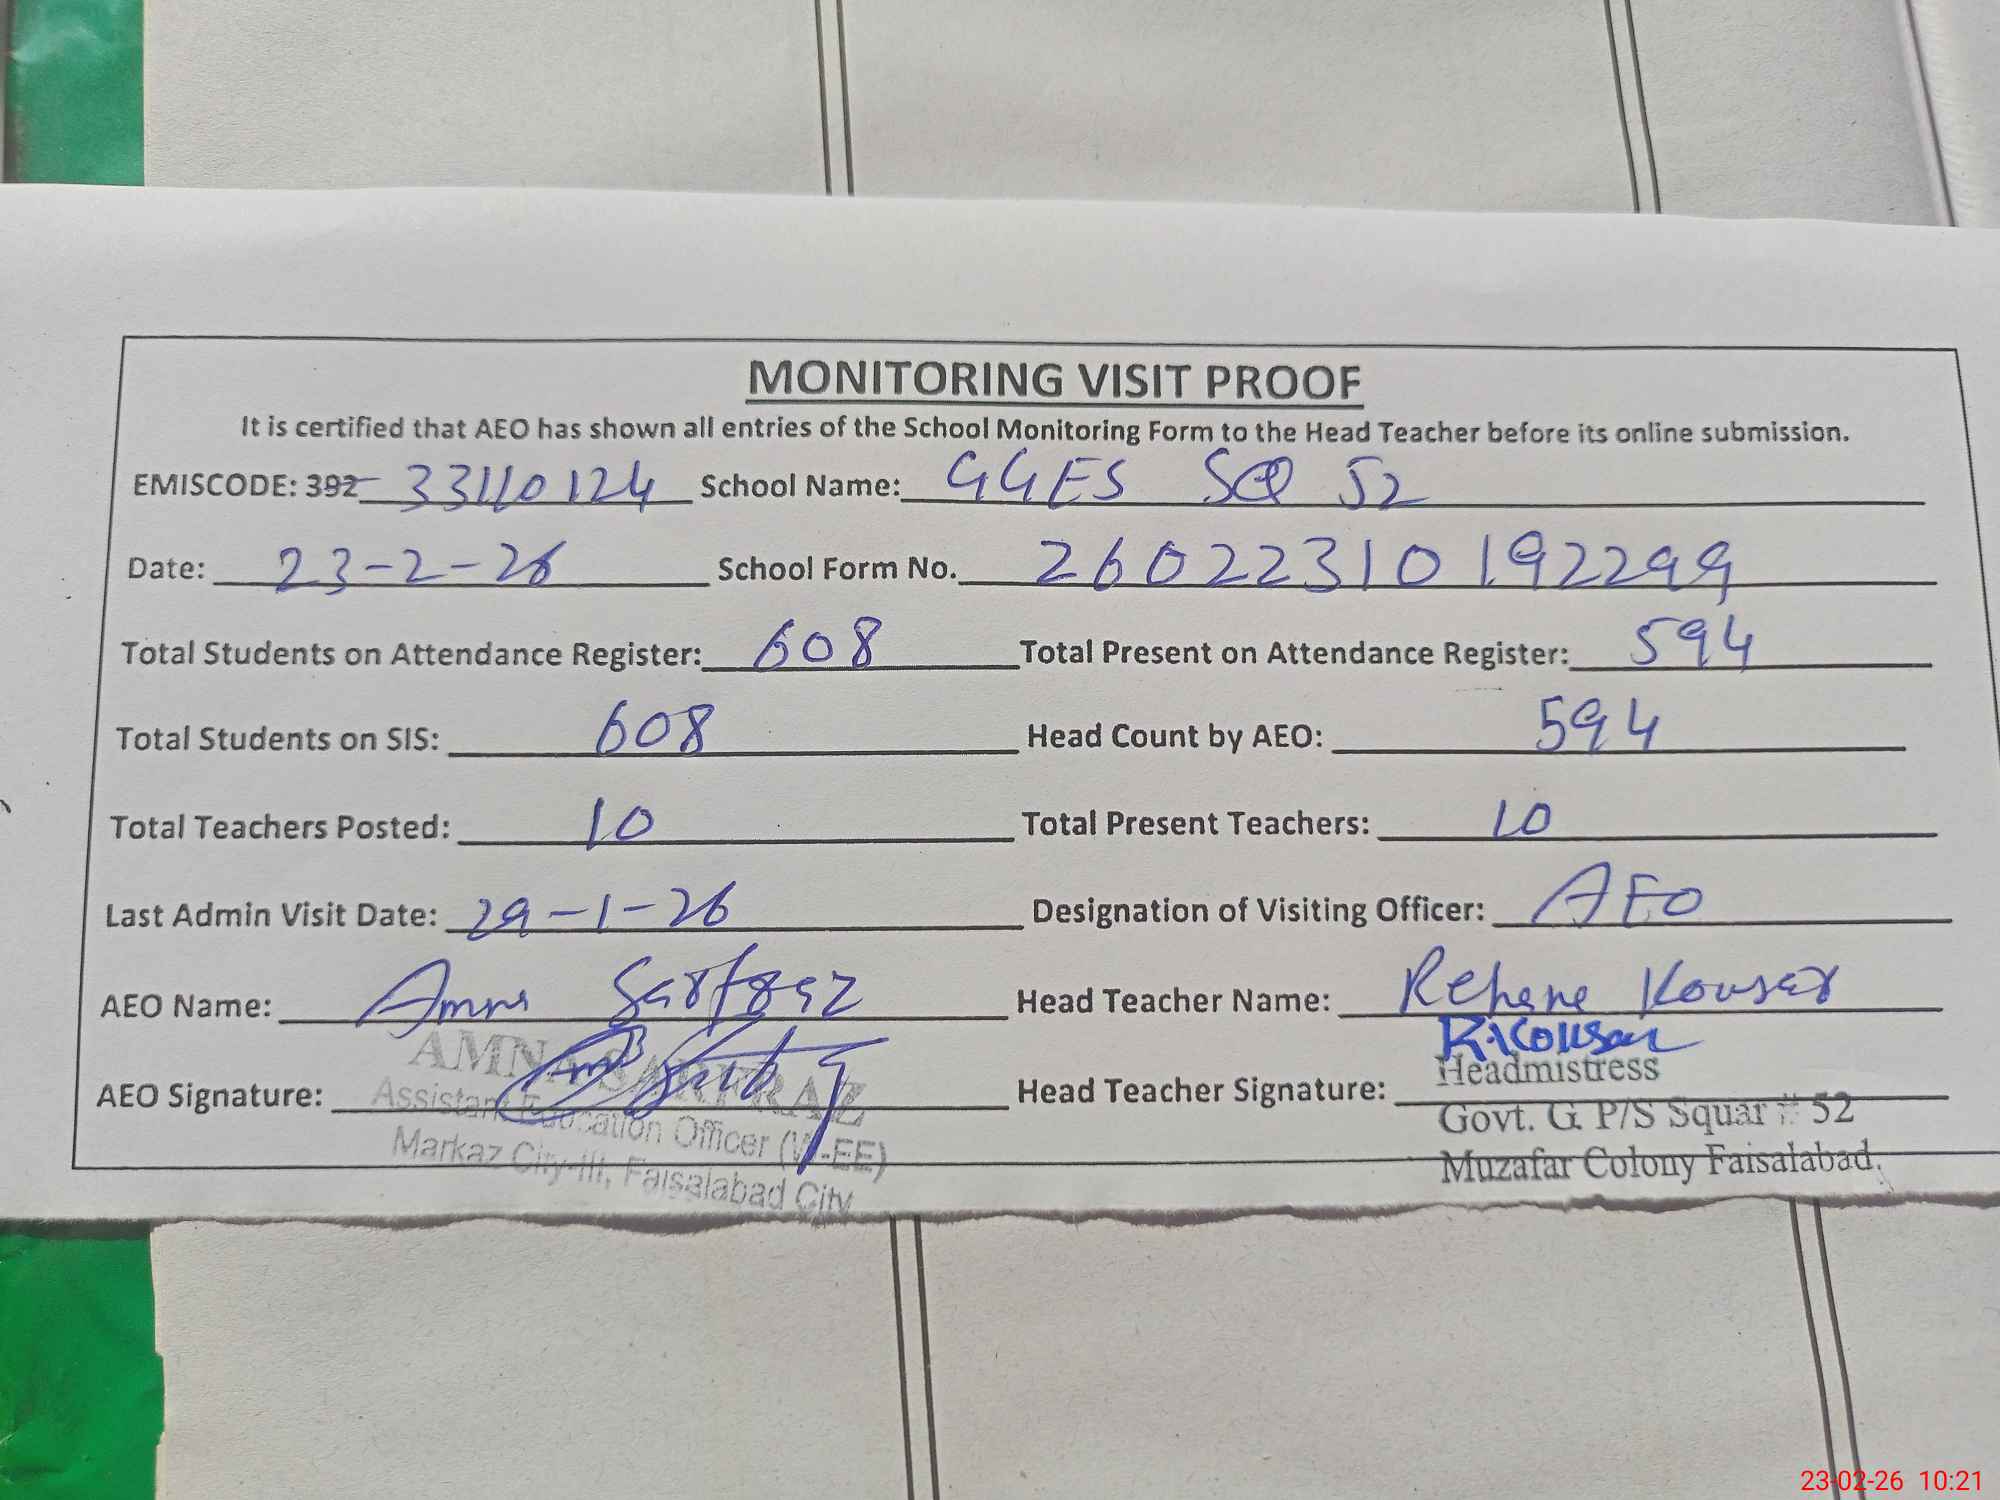 MONITORING VISIT PROOF
It is certified that AEO has shown all entries of the School Monitoring Form to the Head Teacher before its online submission.
EMISCODE: 392 33110124 School Name: GGES SQ 52
Date: 23-2-26 School Form No. 26022310192299
Total Students on Attendance Register: 608 Total Present on Attendance Register: 594
Total Students on SIS: 608 Head Count by AEO: 594
Total Teachers Posted: 10 Total Present Teachers: 10
Last Admin Visit Date: 29-1-26 Designation of Visiting Officer: AEO
AEO Name: Amna Sarfraz Head Teacher Name: Rehana Kousar
R.Kousar
AMNA SARFRAZ Headmistress
AEO Signature: Head Teacher Signature:
Assistant Education Officer (W-EE) Govt. G. P/S Squar # 52
Markaz City-III, Faisalabad City Muzafar Colony Faisalabad.
23-02-26 10:21